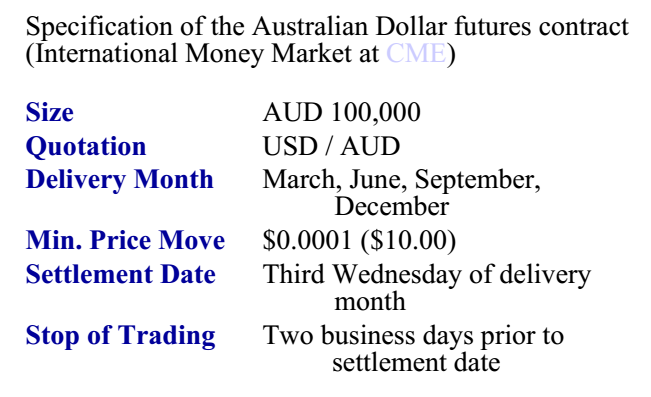 Specification of the Australian Dollar futures contract
(International Money Market at CME)
Size AUD 100,000
Quotation USD / AUD
Delivery Month March, June, September,
December
Min. Price Move $0.0001 ($10.00)
Settlement Date Third Wednesday of delivery
month
Stop of Trading Two business days prior to
settlement date